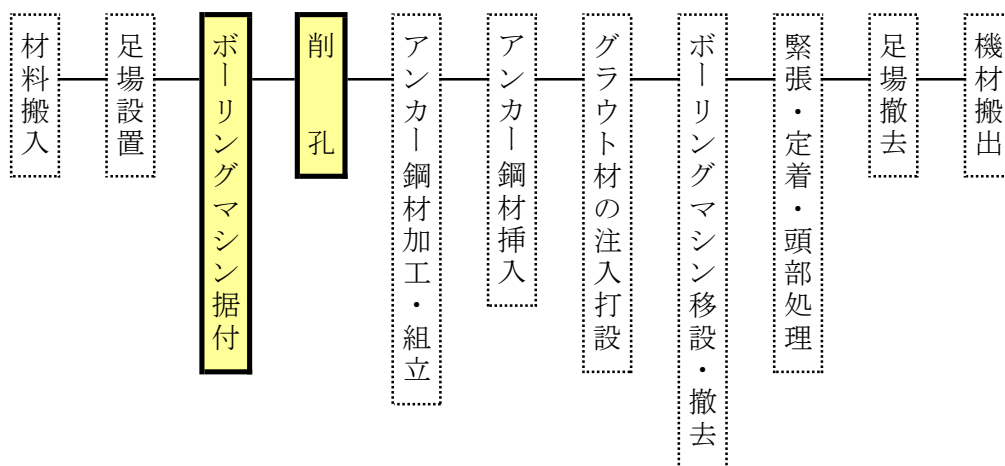 材料搬入
足場設置
ボーリングマシン据付
削孔
アンカー鋼材加工・組立
アンカー鋼材挿入
グラウト材の注入打設
ボーリングマシン移設・撤去
緊張・定着・頭部処理
足場撤去
機材搬出